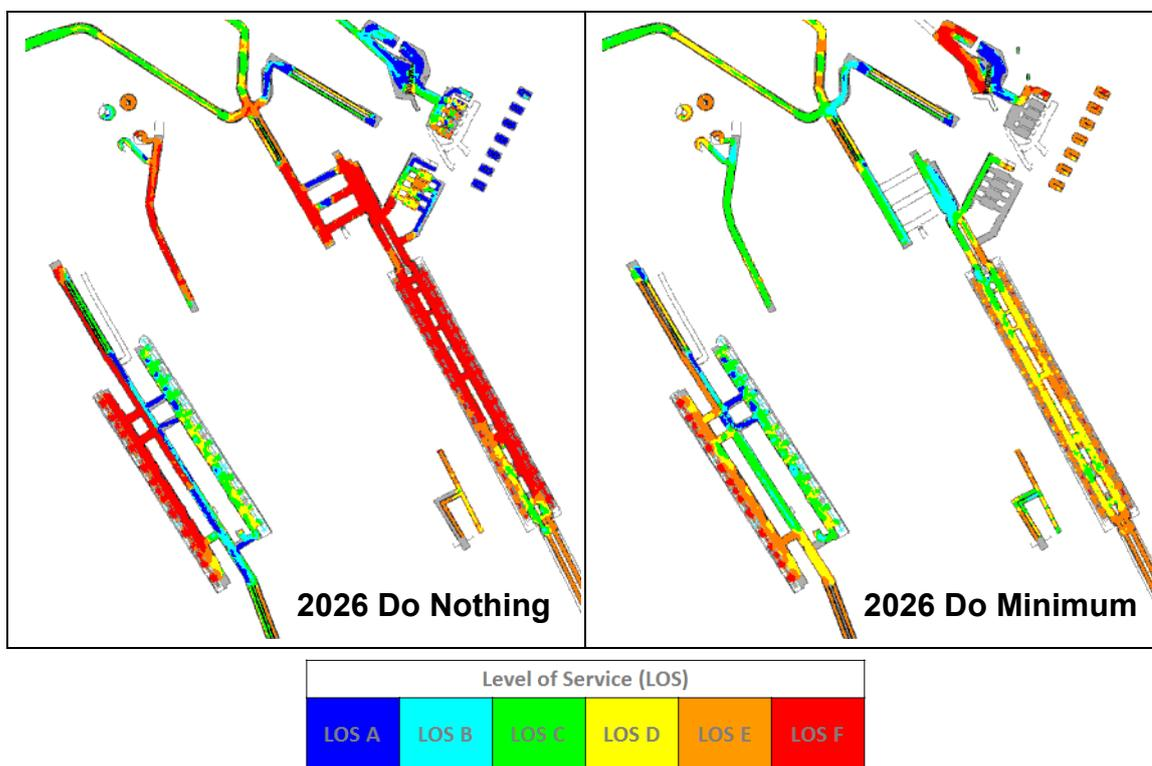 2026 Do Nothing
2026 Do Minimum
Level of Service (LOS)
LOS A
LOS B
LOS C
LOS D
LOS E
LOS F